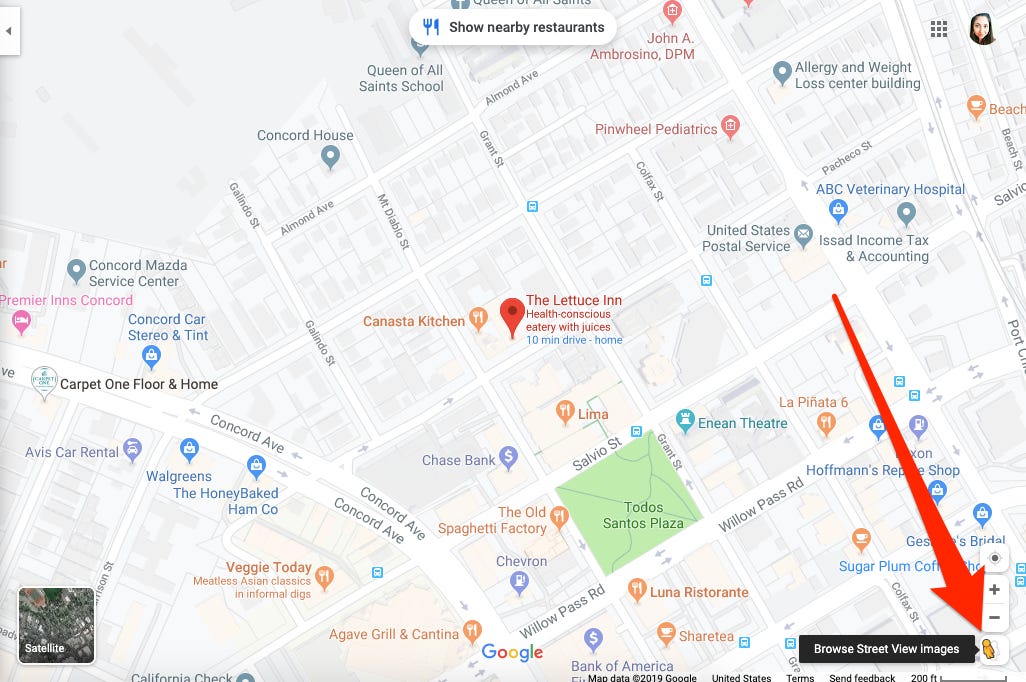 Queen of All Saints
Show nearby restaurants
John A.
Ambrosino, DPM
Queen of All
Saints School
Almond Ave
Allergy and Weight
Loss center building
Beach
Beach St
Concord House
Grant St
Pinwheel Pediatrics
Pacheco St
Colfax St
Galindo St
Almond Ave
Mt Diablo St
ABC Veterinary Hospital
Salvio
United States
Postal Service
Issad Income Tax
& Accounting
Concord Mazda
Service Center
Premier Inns Concord
The Lettuce Inn
Health-conscious
eatery with juices
10 min drive - home
Canasta Kitchen
Concord Car
Stereo & Tint
Galindo St
Port Chi
CARPET
ONE
Carpet One Floor & Home
La Piñata 6
Lima
Enean Theatre
Concord Ave
Avis Car Rental
Salvio St
Grant St
Chase Bank
Walgreens
Hoffmann's
Shop
The HoneyBaked
Ham Co
Concord Ave
Concord Ave
The Old
Spaghetti Factory
Todos
Santos Plaza
Willow Pass Rd
Bridal
Chevron
Sugar Plum
Veggie Today
Meatless Asian classics
in informal digs
Luna Ristorante
Colfax St
Willow Pass Rd
Agave Grill & Cantina
Sharetea
Satellite
Google
Browse Street View images
Bank of America
California Check
Map data ©2019 Google
United States
Terms
Send feedback
200 ft